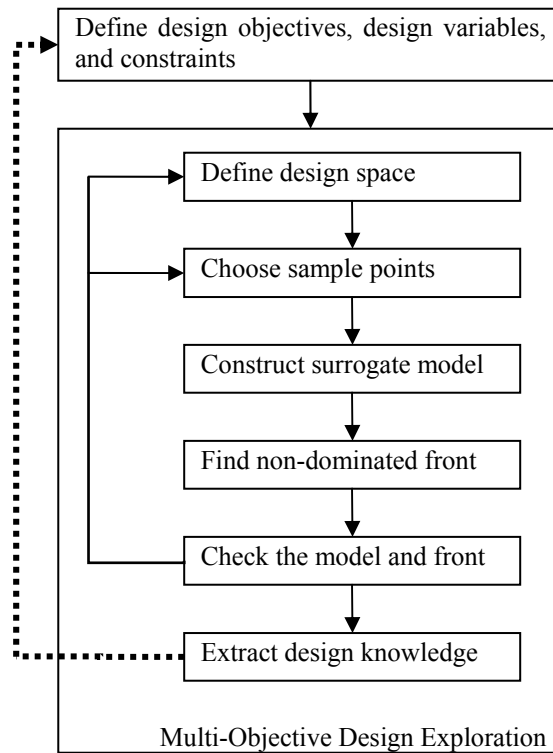 Define design objectives, design variables,
and constraints
Define design space
Choose sample points
Construct surrogate model
Find non-dominated front
Check the model and front
Extract design knowledge
Multi-Objective Design Exploration